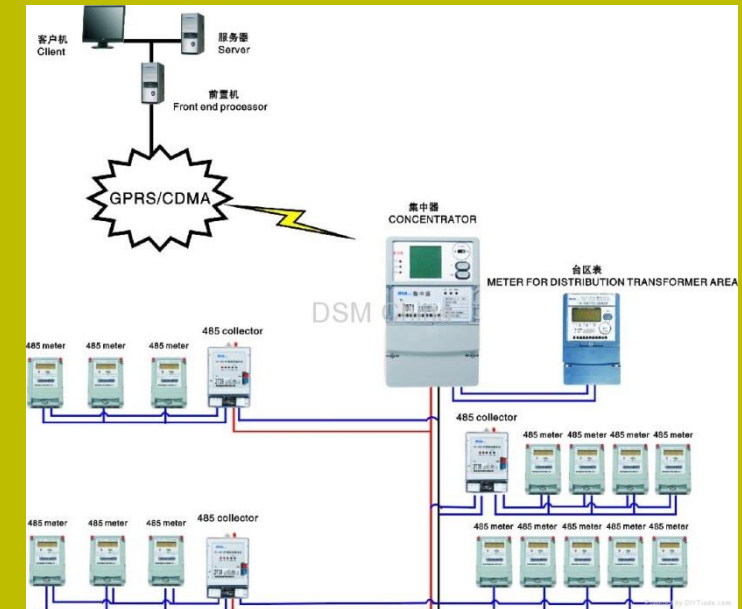 客户机
Client
服务器
Server
前置机
Front end processor
GPRS/CDMA
集中器
CONCENTRATOR
台区表
METER FOR DISTRIBUTION TRANSFORMER AREA
集中器
DSM
485 meter 485 meter 485 meter 485 collector
485 collector
485 meter 485 meter 485 meter 485 meter
485 meter 485 meter 485 meter 485 collector
485 meter 485 meter 485 meter 485 meter 485 meter